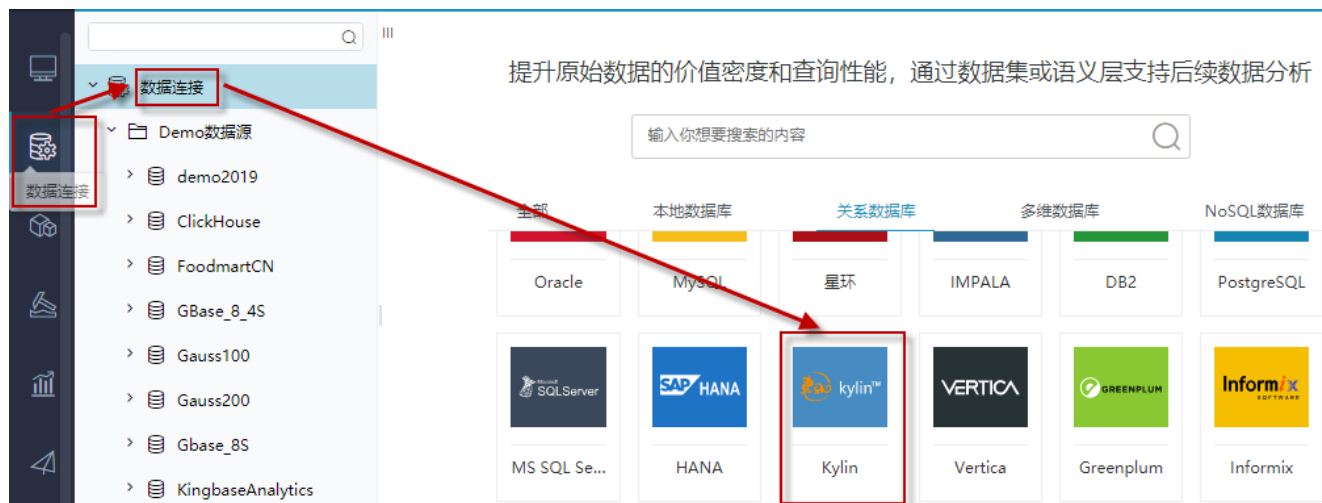 数据连接
数据连接
Demo数据源
demo2019
ClickHouse
FoodmartCN
GBase_8_4S
Gauss100
Gauss200
Gbase_8S
KingbaseAnalytics
提升原始数据的价值密度和查询性能，通过数据集或语义层支持后续数据分析
输入你想要搜索的内容
全部 本地数据库 关系数据库 多维数据库 NoSQL数据库
Oracle MySQL 星环 IMPALA DB2 PostgreSQL
Microsoft
SQLServer SAP HANA kylin™ VERTICA GREENPLUM Informix
SOFTWARE
MS SQL Se... HANA Kylin Vertica Greenplum Informix